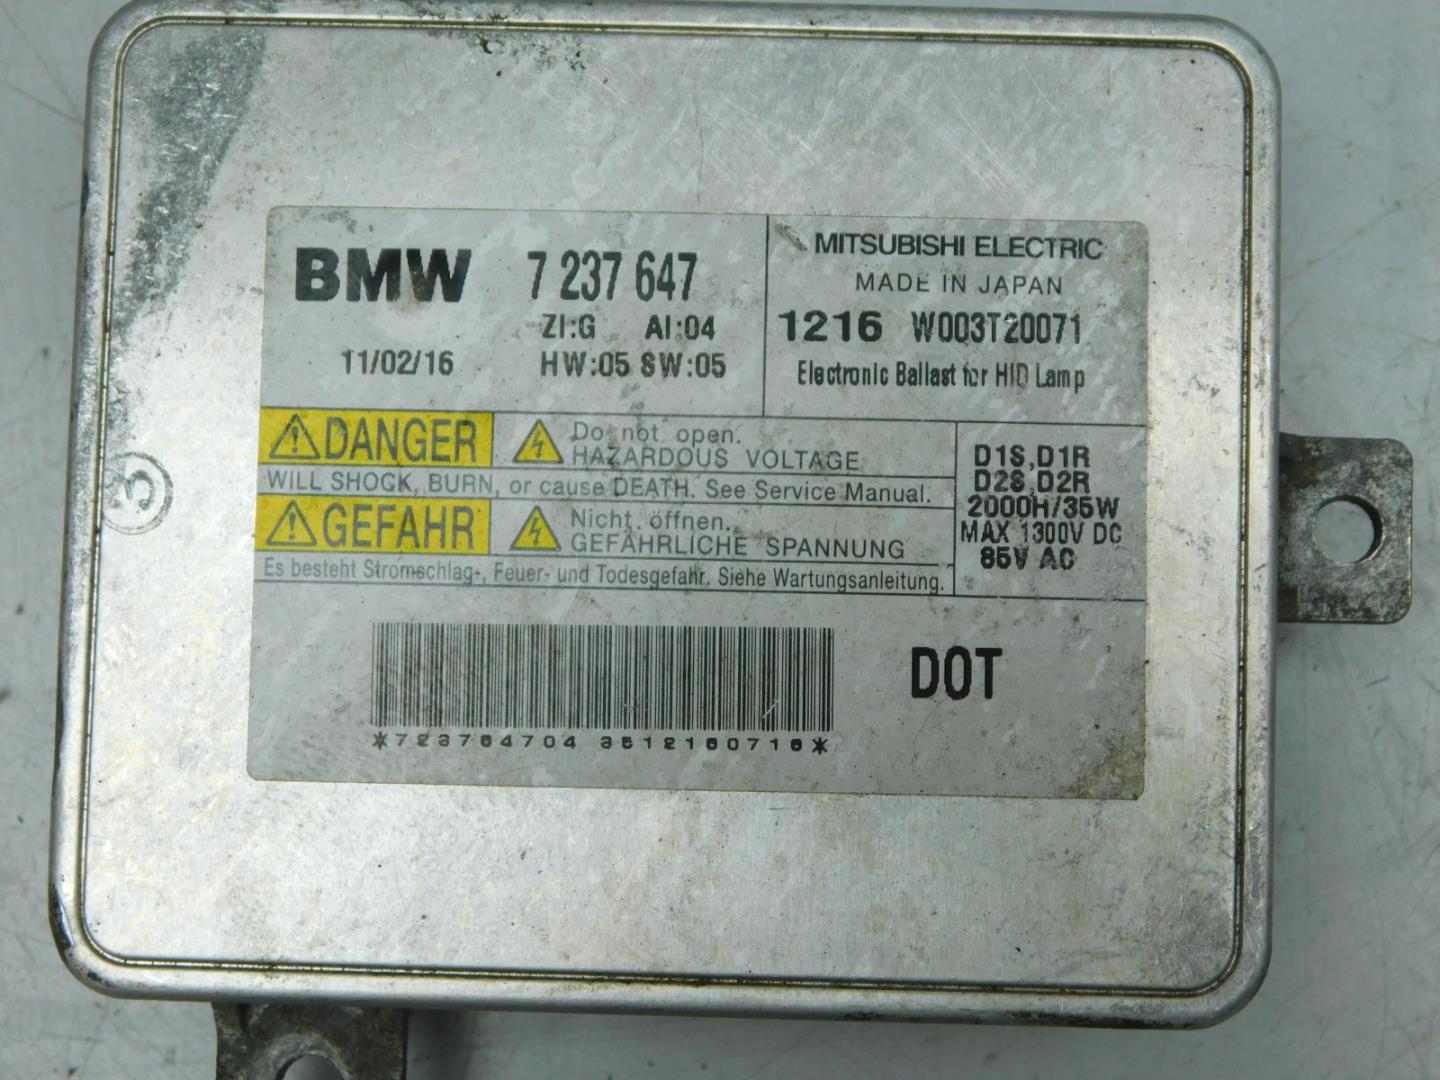 BMW 7 237 647
ZI:G AI:04
11/02/16 HW:05 SW:05
MITSUBISHI ELECTRIC
MADE IN JAPAN
1216 W003T20071
Electronic Ballast for HID Lamp
DANGER Do not open.
HAZARDOUS VOLTAGE
WILL SHOCK, BURN, or cause DEATH. See Service Manual.
GEFAHR Nicht öffnen.
GEFÄHRLICHE SPANNUNG
Es besteht Stromschlag-, Feuer- und Todesgefahr. Siehe Wartungsanleitung.
D1S,D1R
D2S,D2R
2000H/35W
MAX 1300V DC
85V AC
DOT
*723764704 3512160716*
3